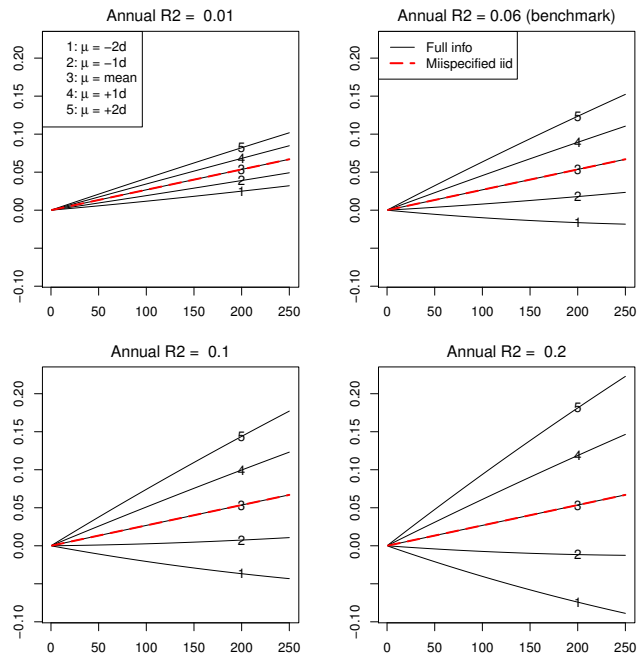 Annual R2 = 0.01
0.20
0.15
0.10
0.05
0.00
−0.10
1: μ = −2d
2: μ = −1d
3: μ = mean
4: μ = +1d
5: μ = +2d
5
4
3
2
1
0 50 100 150 200 250
Annual R2 = 0.06 (benchmark)
0.20
0.15
0.10
0.05
0.00
−0.10
Full info
Miispecified iid
5
4
3
2
1
0 50 100 150 200 250
Annual R2 = 0.1
0.20
0.15
0.10
0.05
0.00
−0.10
5
4
3
2
1
0 50 100 150 200 250
Annual R2 = 0.2
0.20
0.15
0.10
0.05
0.00
−0.10
5
4
3
2
1
0 50 100 150 200 250